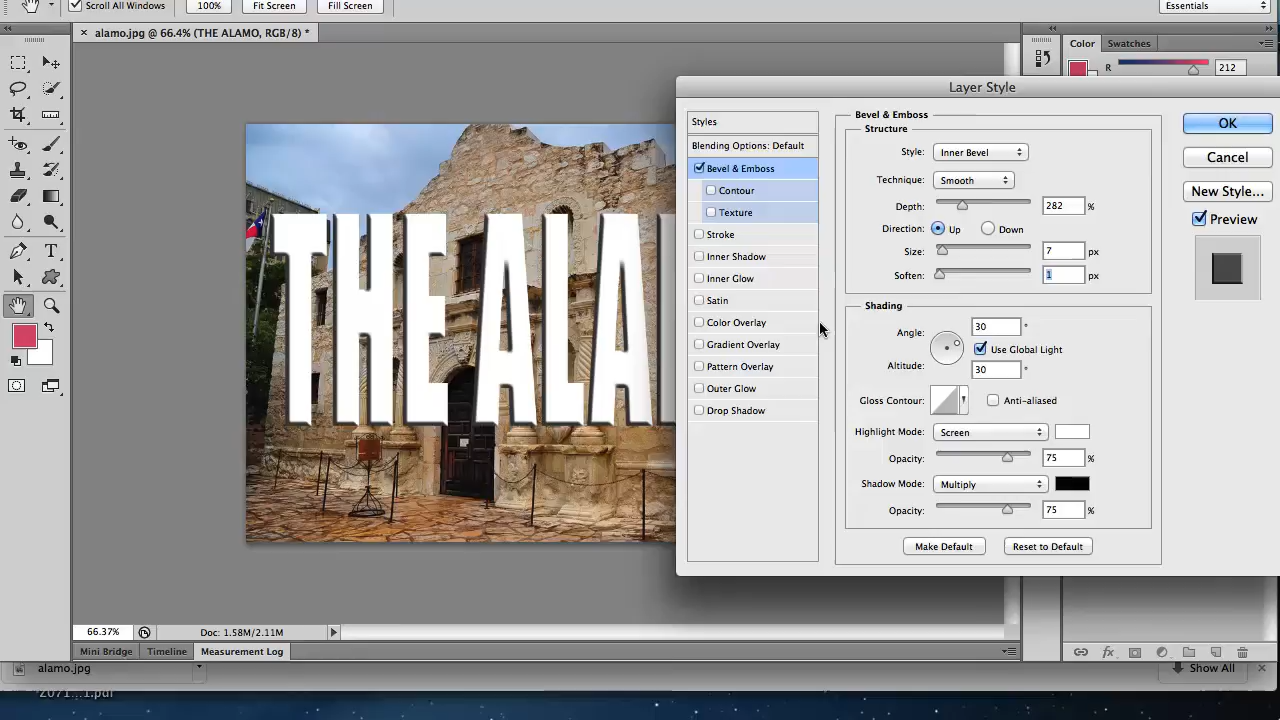 Scroll All Windows
100%
Fit Screen
Fill Screen
Essentials
× alamo.jpg @ 66.4% (THE ALAMO, RGB/8) *
Color
Swatches
R
212
Layer Style
Styles
Blending Options: Default
Bevel & Emboss
Contour
Texture
Stroke
Inner Shadow
Inner Glow
Satin
Color Overlay
Gradient Overlay
Pattern Overlay
Outer Glow
Drop Shadow
Bevel & Emboss
Structure
Style: Inner Bevel
Technique: Smooth
Depth: 282 %
Direction: Up Down
Size: 7 px
Soften: 1 px
Shading
Angle: 30 °
Use Global Light
Altitude: 30 °
Gloss Contour: Anti-aliased
Highlight Mode: Screen
Opacity: 75 %
Shadow Mode: Multiply
Opacity: 75 %
Make Default
Reset to Default
OK
Cancel
New Style...
Preview
THE ALA
66.37%
Doc: 1.58M/2.11M
Mini Bridge
Timeline
Measurement Log
alamo.jpg
Show All